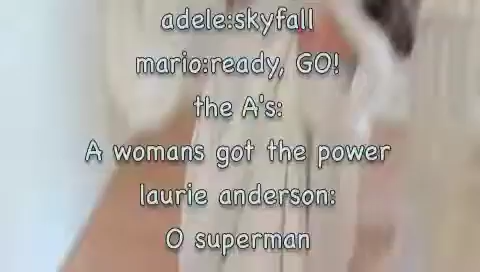 adele:skyfall
mario:ready, GO!
the A's:
A womans got the power
laurie anderson:
O superman